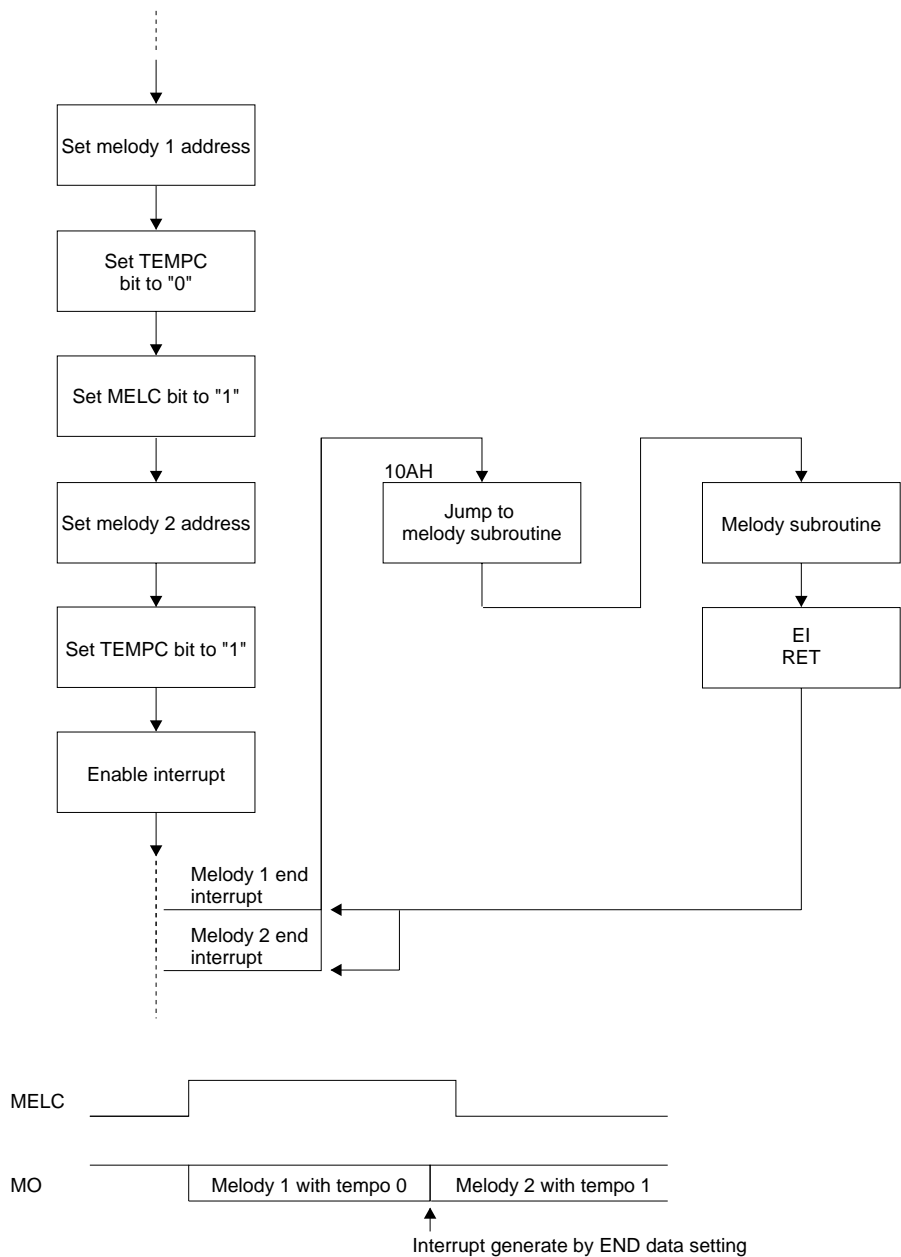 Set melody 1 address
Set TEMPC
bit to "0"
Set MELC bit to "1"
Set melody 2 address
Set TEMPC bit to "1"
Enable interrupt
10AH
Jump to
melody subroutine
Melody subroutine
EI
RET
Melody 1 end
interrupt
Melody 2 end
interrupt
MELC
MO
Melody 1 with tempo 0
Melody 2 with tempo 1
Interrupt generate by END data setting